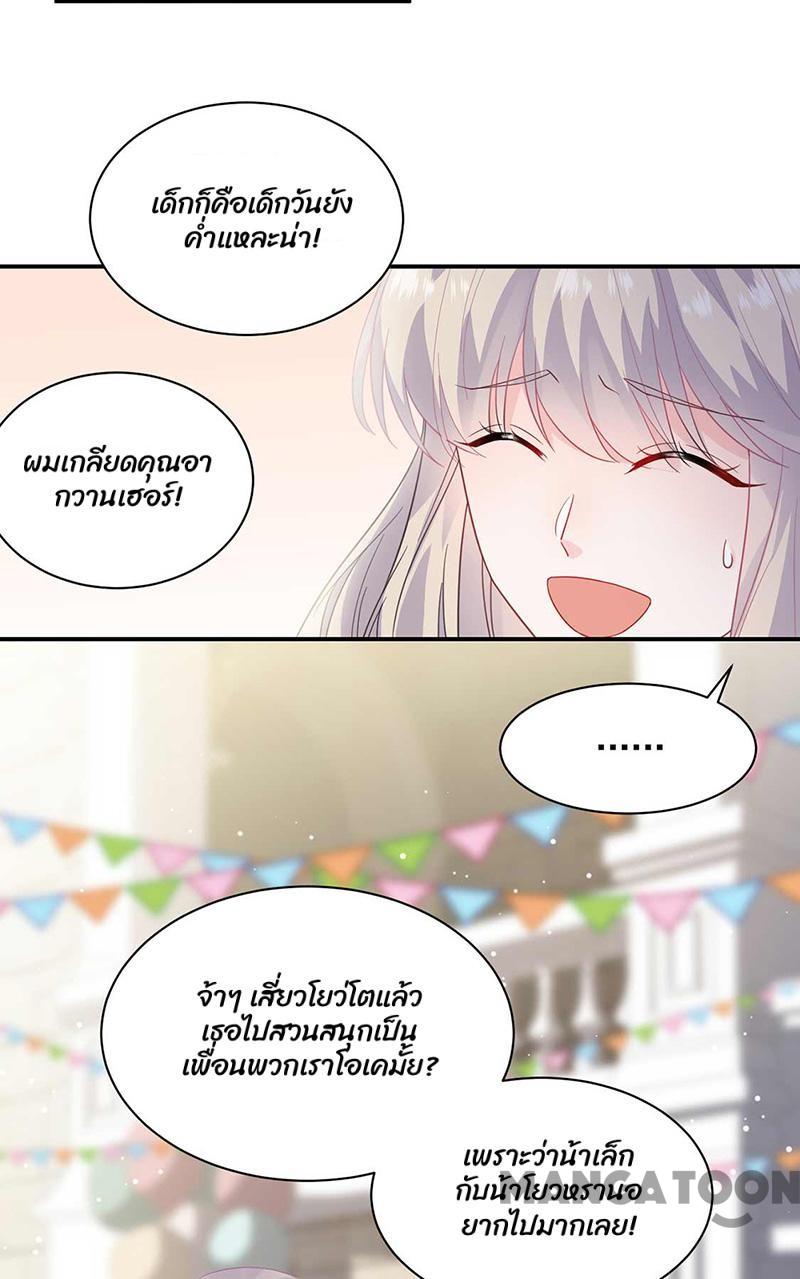 เด็กก็คือเด็กวันยัง
ค่ำแหละน่า!
ผมเกลียดคุณอา
กวานเฮอร์!
......
จ้าๆ เสี่ยวโยว่โตแล้ว
เธอไปสวนสนุกเป็น
เพื่อนพวกเราโอเคมั้ย?
เพราะว่าน้าเล็ก
กับน้าโยวหรานอ
ยากไปมากเลย!
MANGATOON